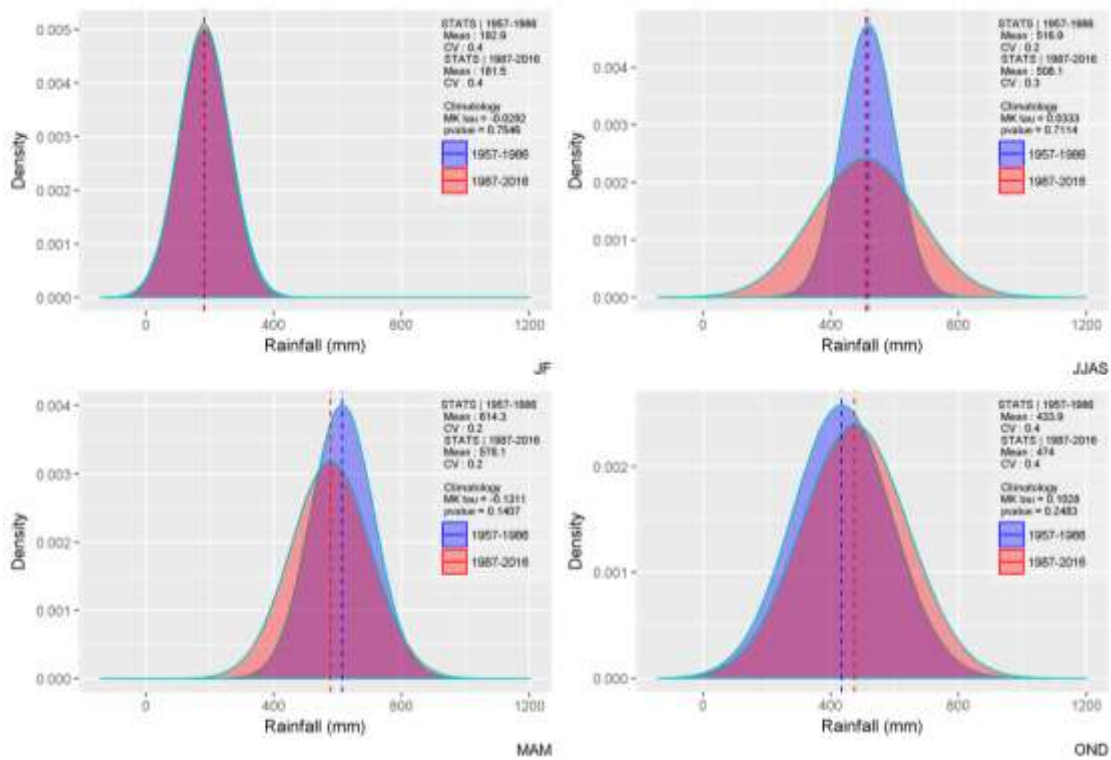 0.005
0.004
0.003
0.002
0.001
0.000
Density
STATS | 1957-1986
Mean : 182.9
CV : 0.4
STATS | 1987-2016
Mean : 181.5
CV : 0.4
Climatology
MK tau = -0.0282
pvalue = 0.7546
1957-1986
1987-2016
0 400 800 1200
Rainfall (mm)
JF
0.004
0.003
0.002
0.001
0.000
Density
STATS | 1957-1986
Mean : 516.9
CV : 0.2
STATS | 1987-2016
Mean : 508.1
CV : 0.3
Climatology
MK tau = 0.0333
pvalue = 0.7114
1957-1986
1987-2016
0 400 800 1200
Rainfall (mm)
JJAS
0.004
0.003
0.002
0.001
0.000
Density
STATS | 1957-1986
Mean : 614.3
CV : 0.2
STATS | 1987-2016
Mean : 578.1
CV : 0.2
Climatology
MK tau = -0.1311
pvalue = 0.1407
1957-1986
1987-2016
0 400 800 1200
Rainfall (mm)
MAM
0.002
0.001
0.000
Density
STATS | 1957-1986
Mean : 433.9
CV : 0.4
STATS | 1987-2016
Mean : 474
CV : 0.4
Climatology
MK tau = 0.1028
pvalue = 0.2483
1957-1986
1987-2016
0 400 800 1200
Rainfall (mm)
OND